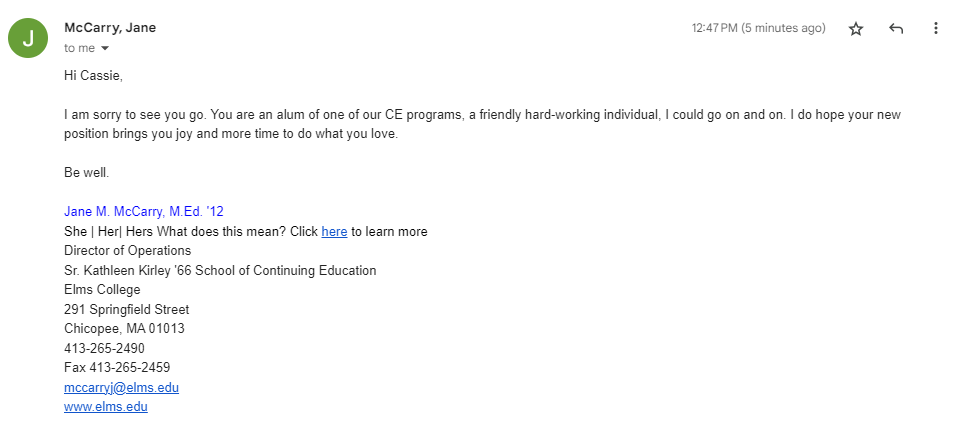 J
McCarry, Jane
12:47 PM (5 minutes ago)
to me
Hi Cassie,
I am sorry to see you go. You are an alum of one of our CE programs, a friendly hard-working individual, I could go on and on. I do hope your new
position brings you joy and more time to do what you love.
Be well.
Jane M. McCarry, M.Ed. '12
She | Her| Hers What does this mean? Click here to learn more
Director of Operations
Sr. Kathleen Kirley '66 School of Continuing Education
Elms College
291 Springfield Street
Chicopee, MA 01013
413-265-2490
Fax 413-265-2459
mccarryj@elms.edu
www.elms.edu